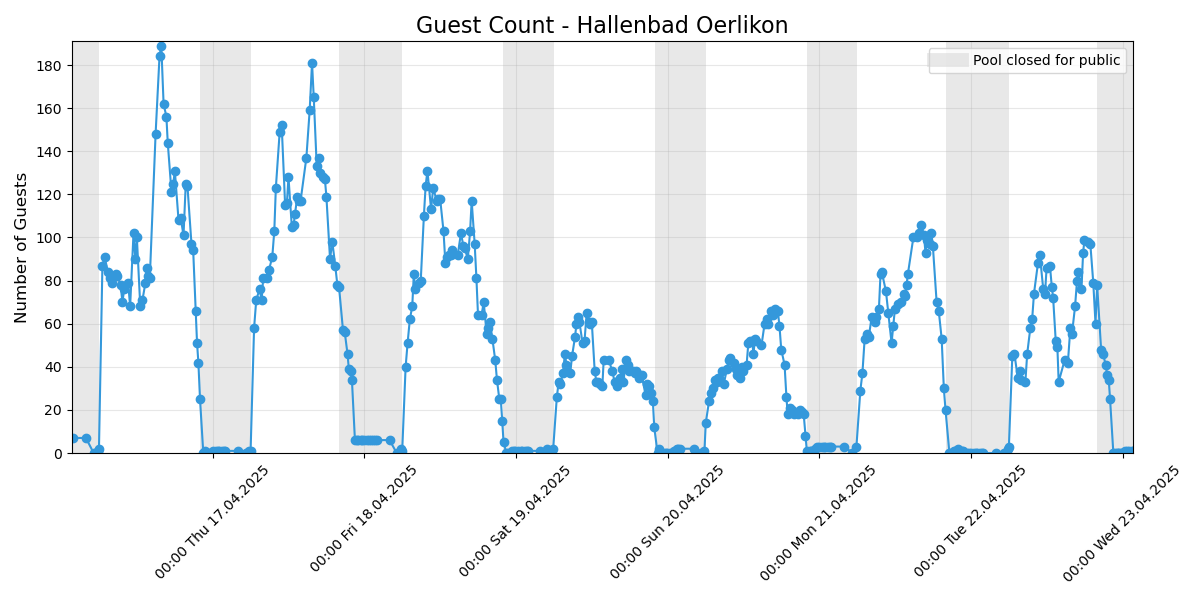 Guest Count - Hallenbad Oerlikon
Pool closed for public
Number of Guests
180
160
140
120
100
80
60
40
20
0
00:00 Thu 17.04.2025
00:00 Fri 18.04.2025
00:00 Sat 19.04.2025
00:00 Sun 20.04.2025
00:00 Mon 21.04.2025
00:00 Tue 22.04.2025
00:00 Wed 23.04.2025